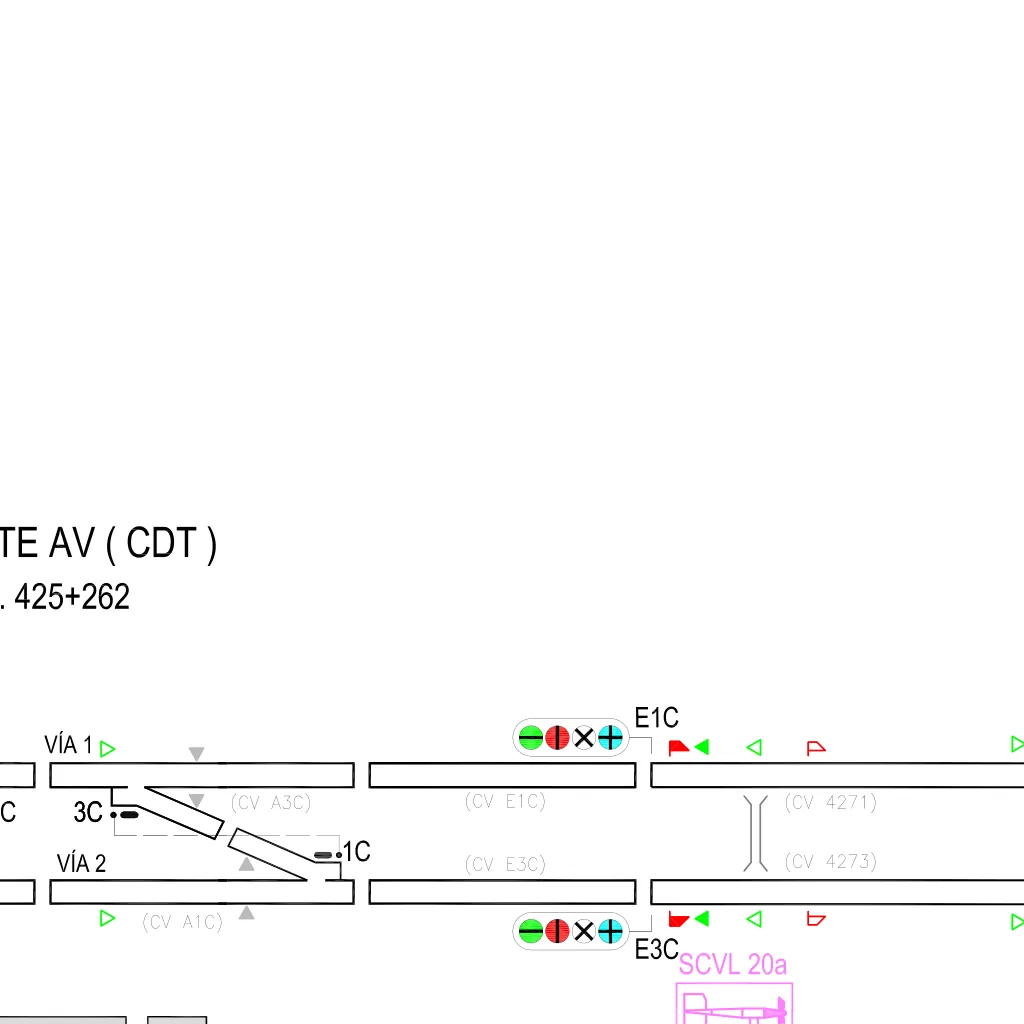 TE AV ( CDT )
. 425+262
E1C
VÍA 1
C
3C
(CV A3C)
(CV E1C)
(CV 4271)
1C
VÍA 2
(CV E3C)
(CV 4273)
(CV A1C)
E3C
SCVL 20a